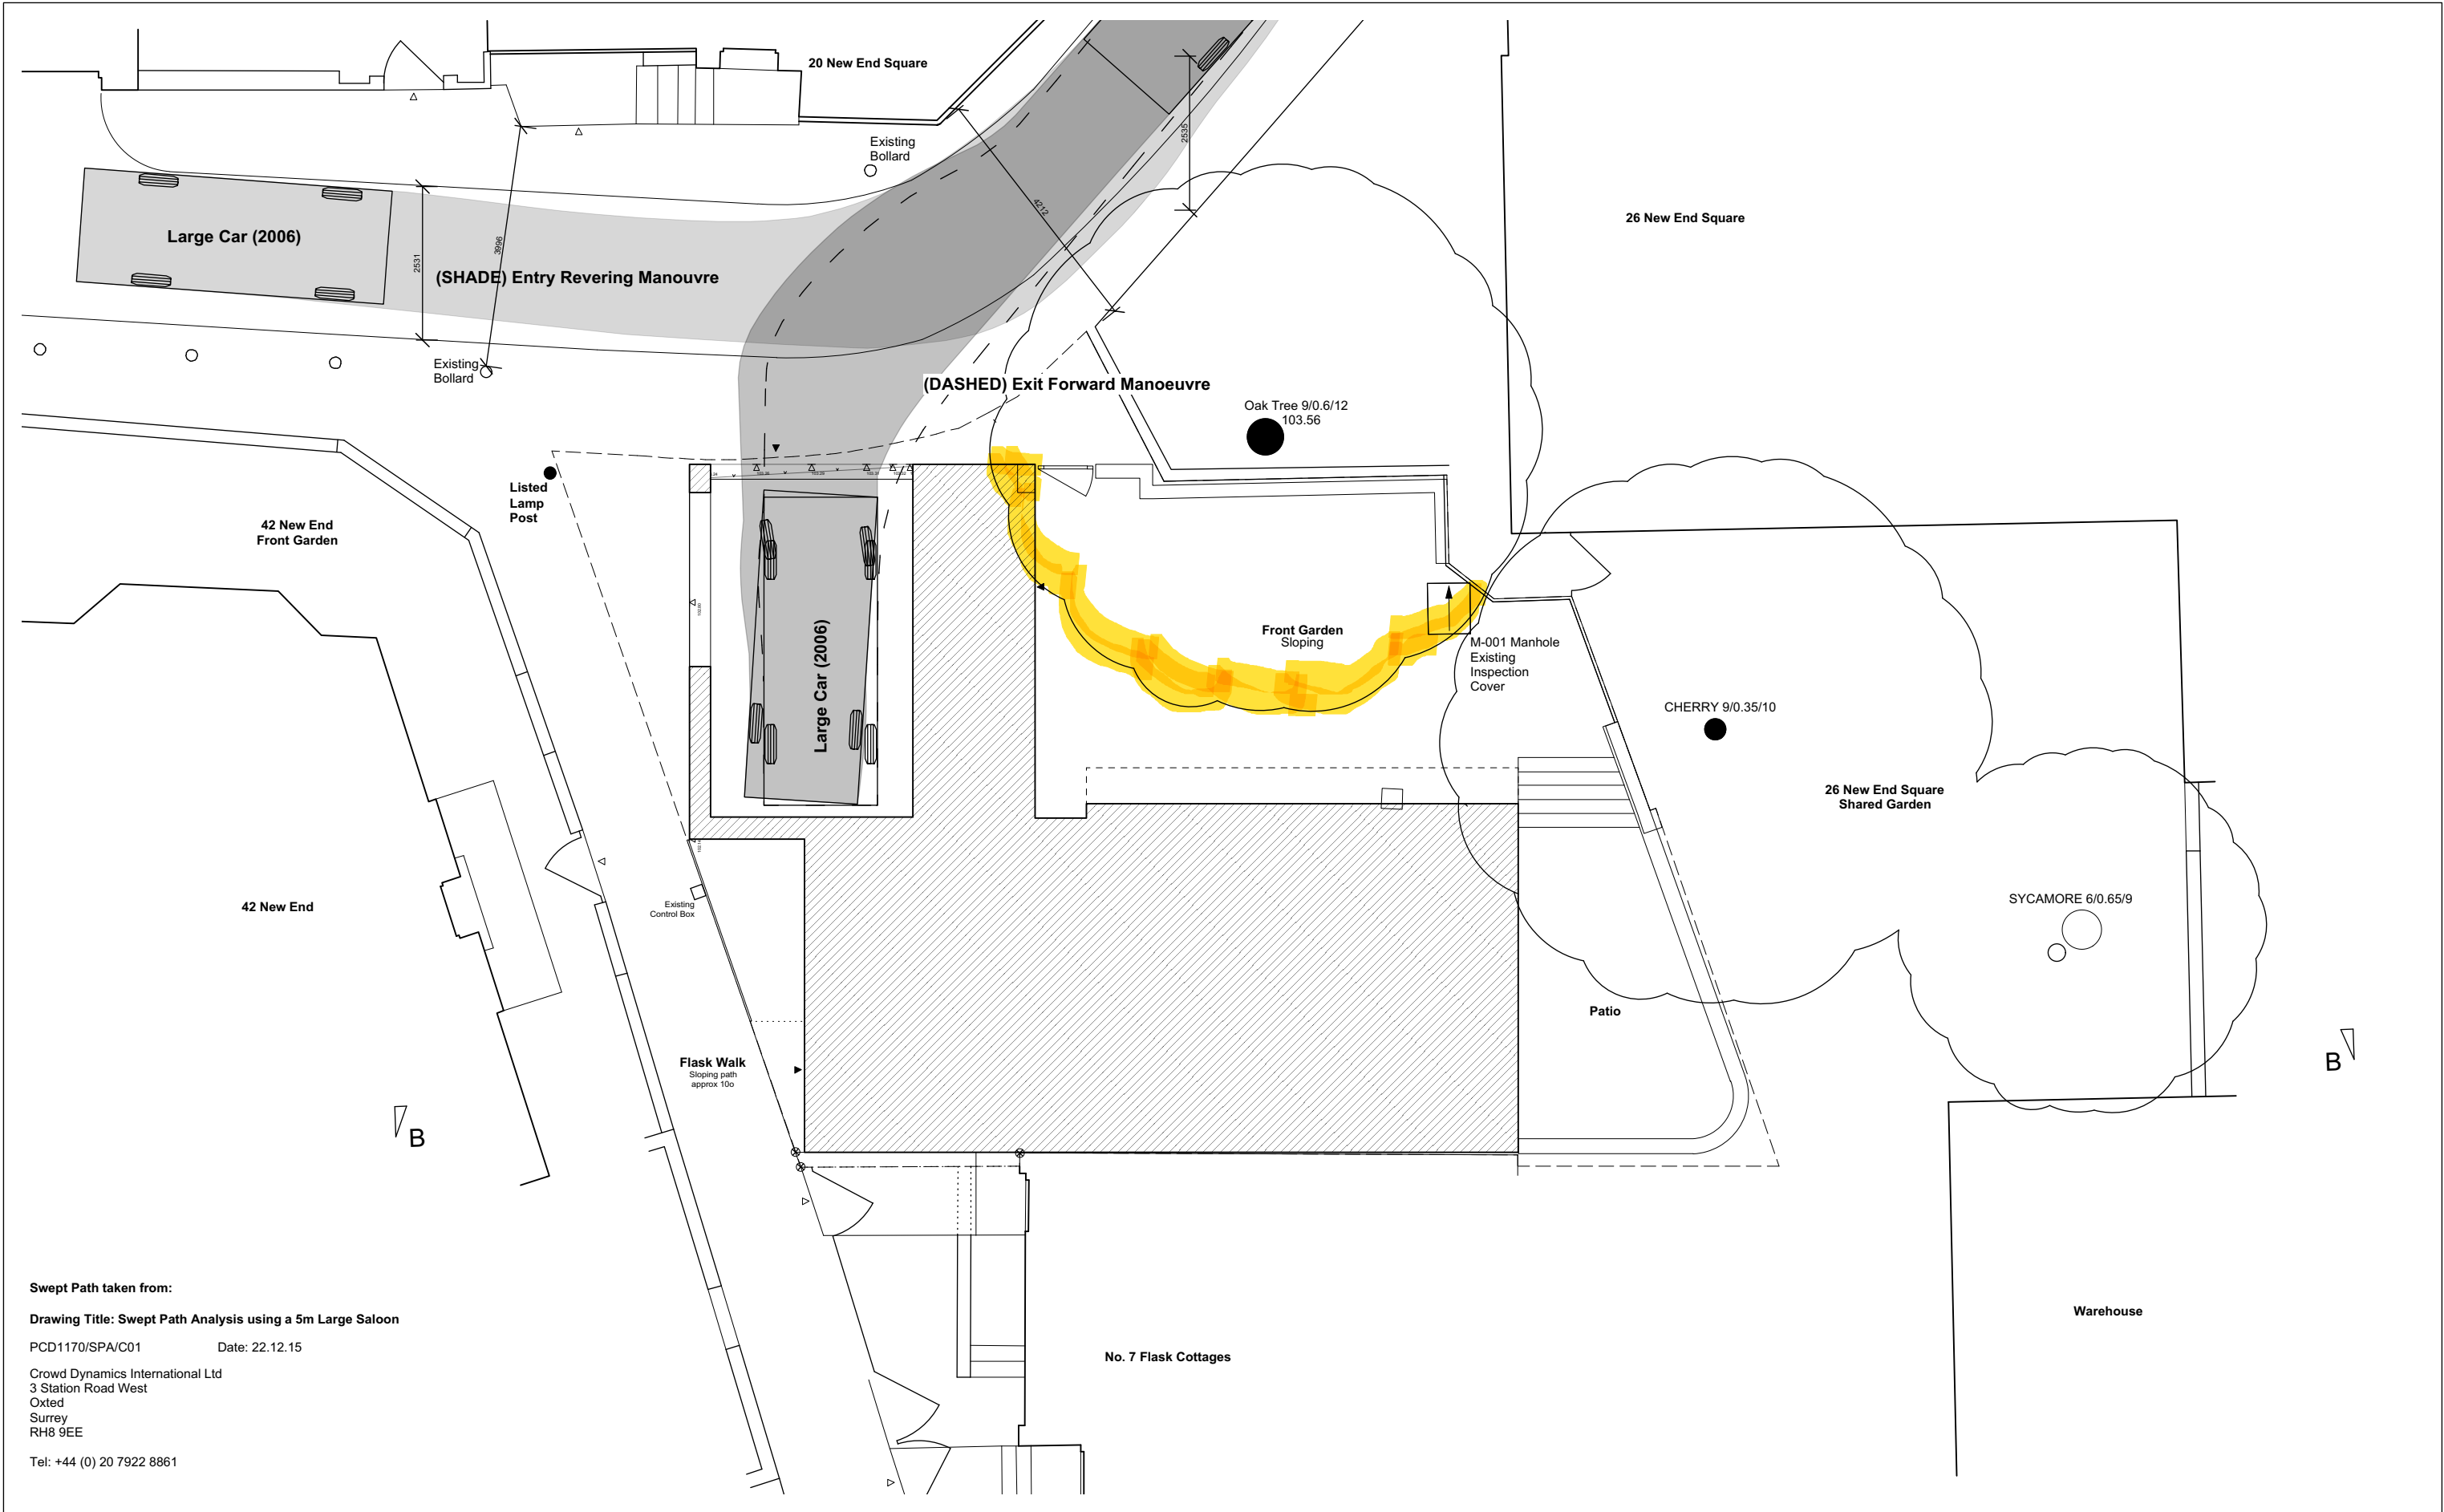 20 New End Square
Existing
Bollard
2535
4212
26 New End Square
Large Car (2006)
2531
3996
(SHADE) Entry Revering Manouvre
Existing
Bollard
(DASHED) Exit Forward Manoeuvre
Oak Tree 9/0.6/12
103.56
Listed
Lamp
Post
42 New End
Front Garden
Large Car (2006)
Front Garden
Sloping
M-001 Manhole
Existing
Inspection
Cover
CHERRY 9/0.35/10
26 New End Square
Shared Garden
42 New End
Existing
Control Box
SYCAMORE 6/0.65/9
Patio
Flask Walk
Sloping path
approx 10o
B
B
Swept Path taken from:
Drawing Title: Swept Path Analysis using a 5m Large Saloon
PCD1170/SPA/C01 Date: 22.12.15
Crowd Dynamics International Ltd
3 Station Road West
Oxted
Surrey
RH8 9EE
Tel: +44 (0) 20 7922 8861
No. 7 Flask Cottages
Warehouse